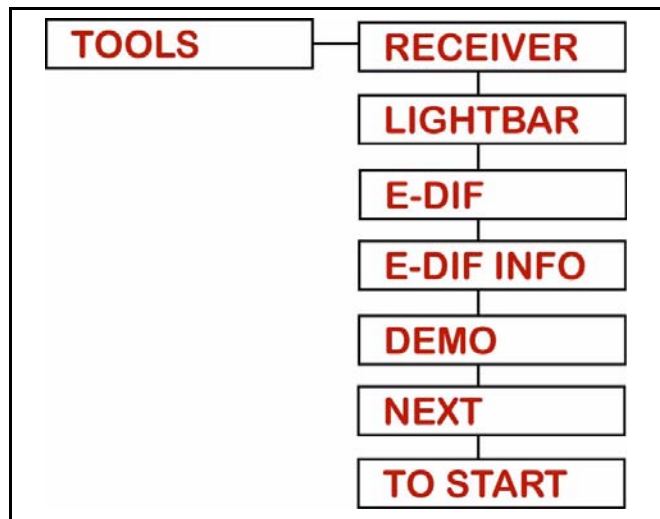 TOOLS
RECEIVER
LIGHTBAR
E-DIF
E-DIF INFO
DEMO
NEXT
TO START